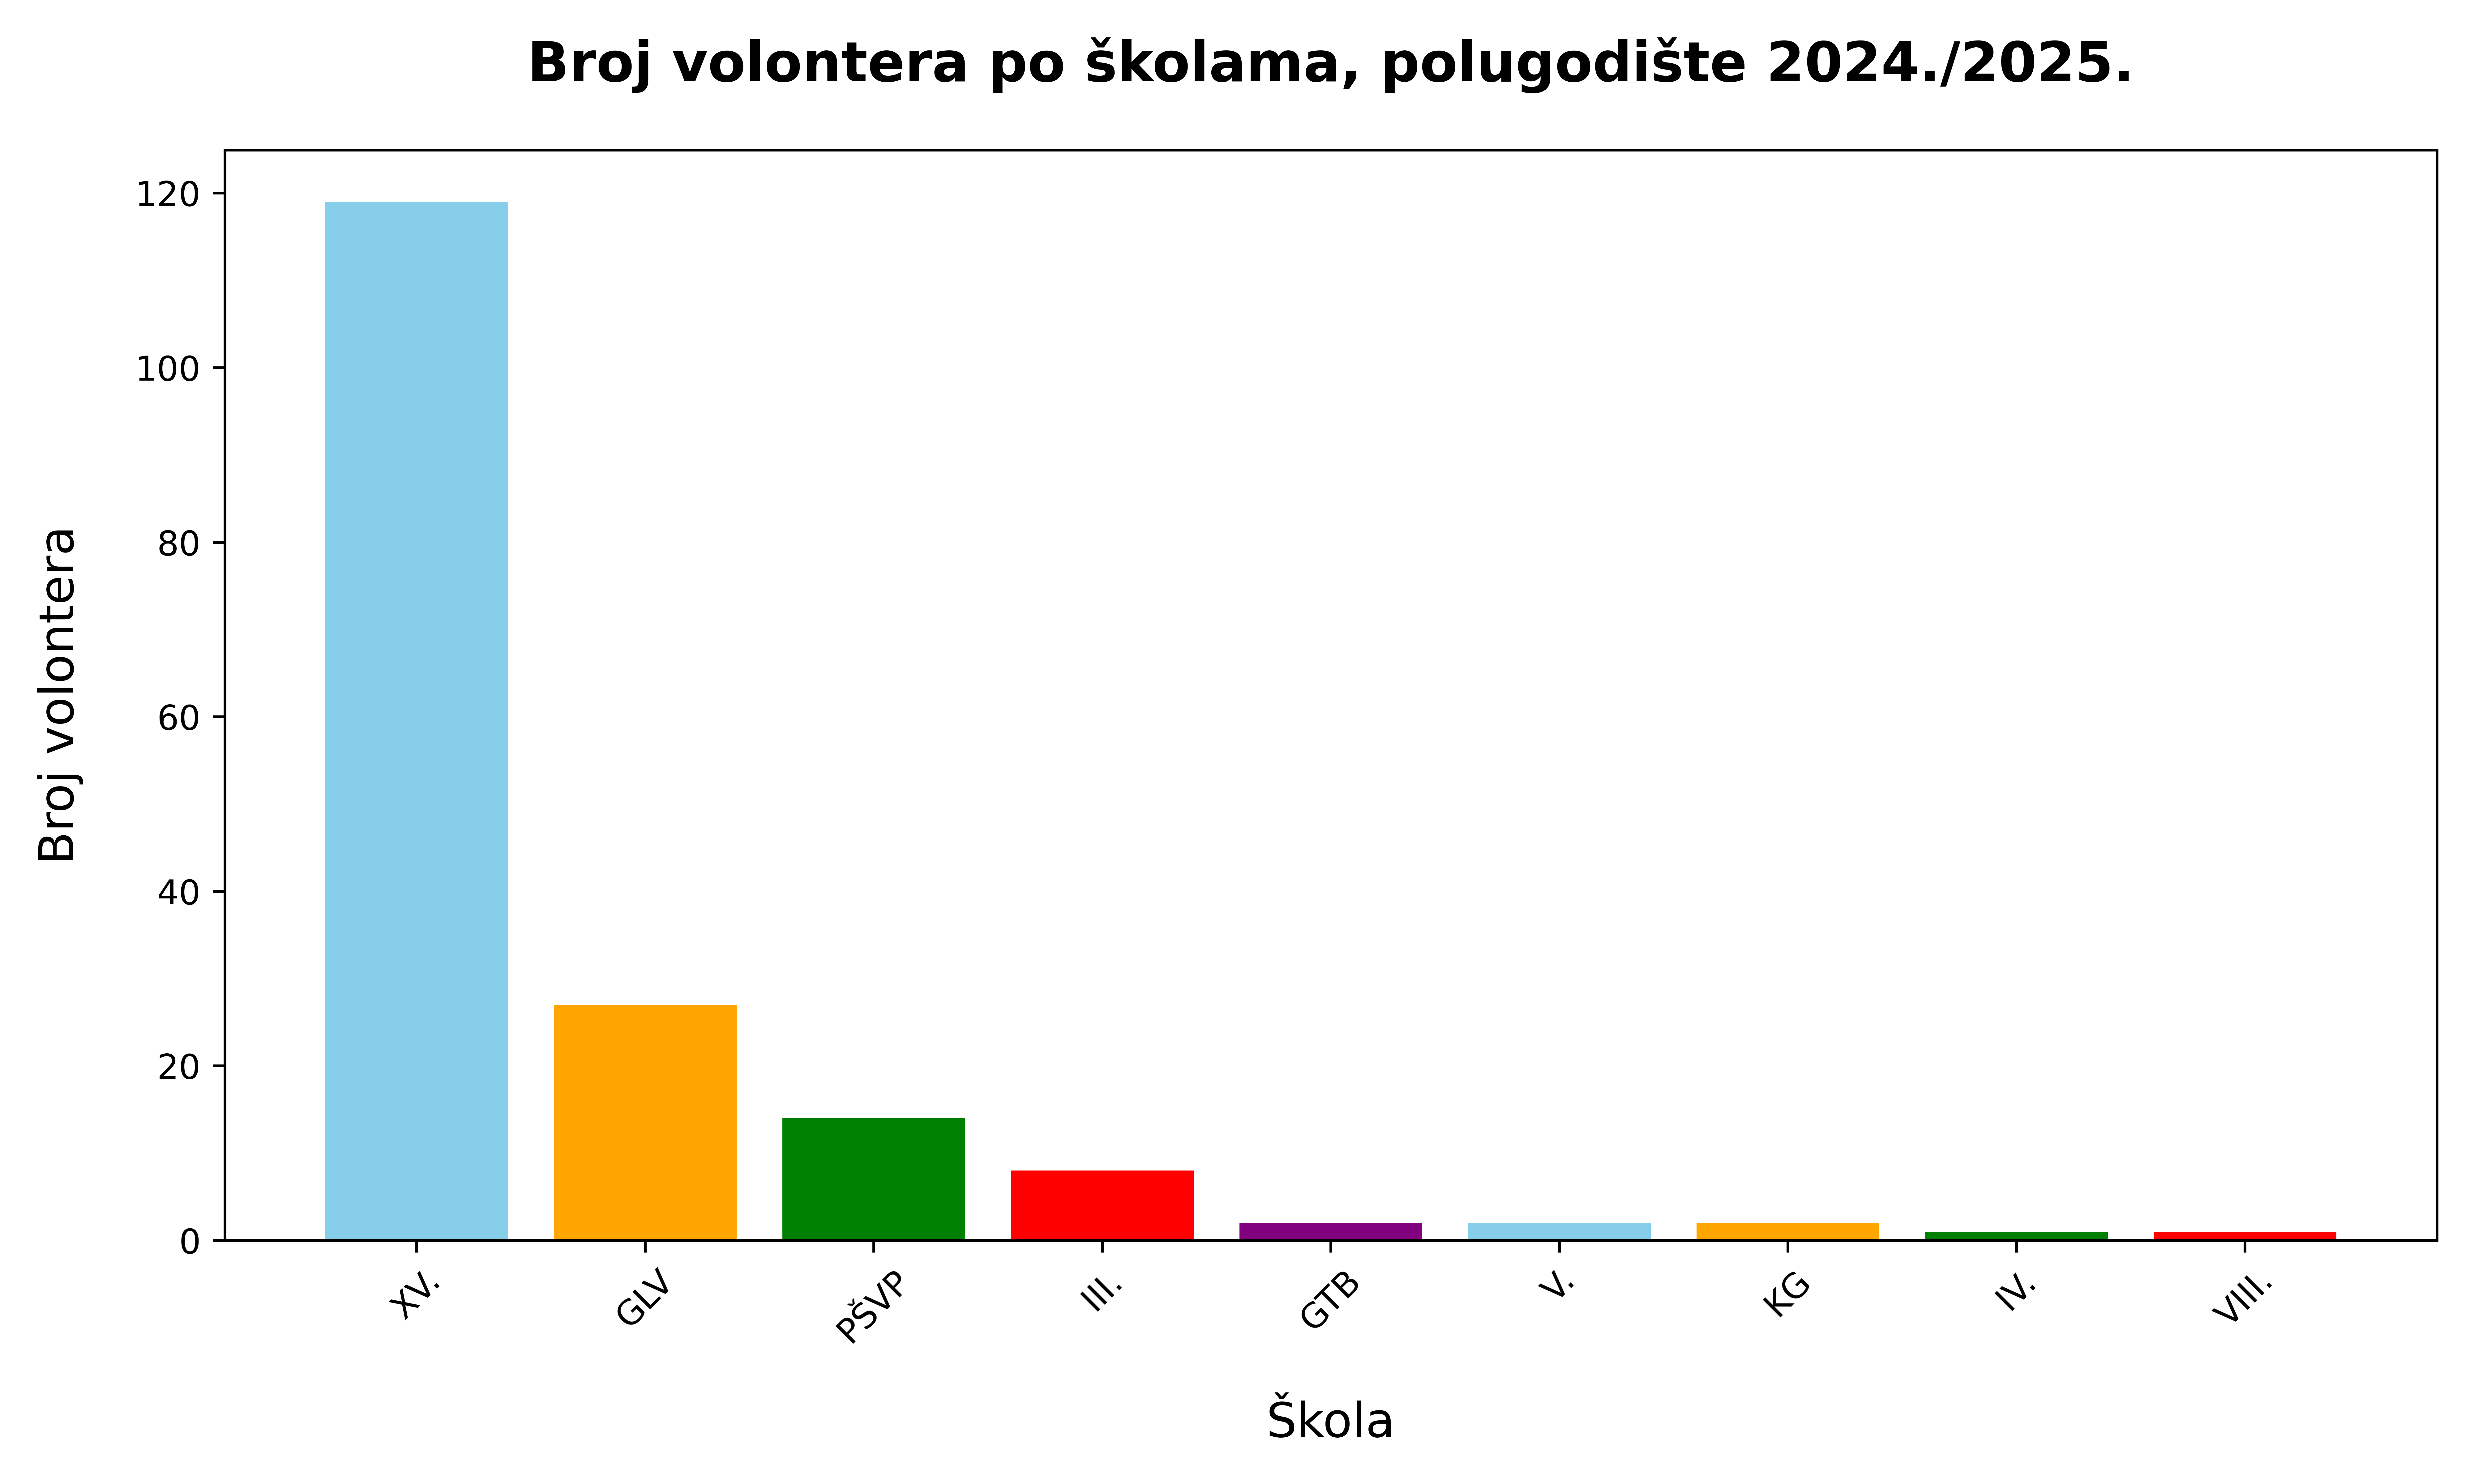 Broj volontera po školama, polugodište 2024./2025.
Broj volontera
120
100
80
60
40
20
0
XV.
GLV
PŠVP
III.
GTB
V.
KG
IV.
VIII.
Škola